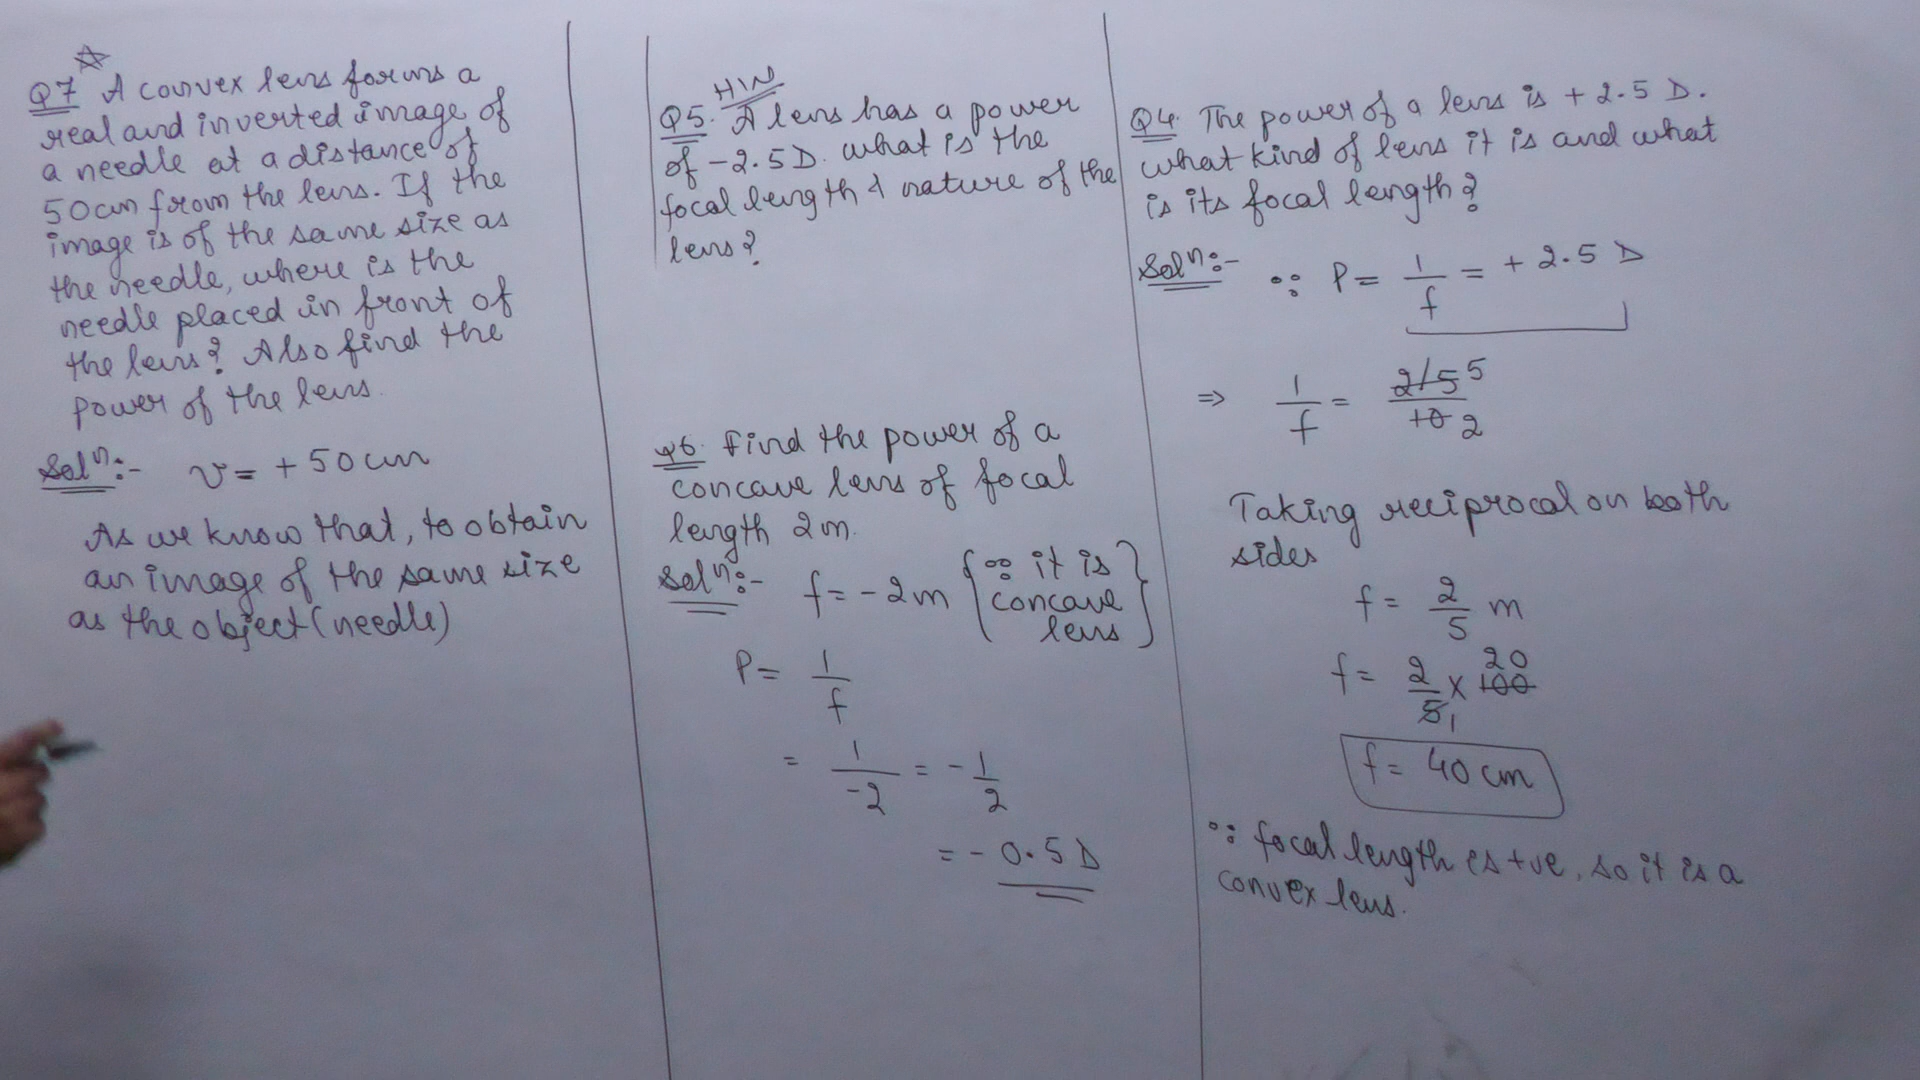 Q7 A convex lens forms a
real and inverted image of
a needle at a distance of
50cm from the lens. If the
image is of the same size as
the needle, where is the
needle placed in front of
the lens? Also find the
power of the lens.
Solⁿ:- v = +50cm
As we know that, to obtain
an image of the same size
as the object (needle)
H/W
Q5. A lens has a power
of -2.5 D. what is the
focal length & nature of the
lens?
Q6. Find the power of a
concave lens of focal
length 2m.
Solⁿ:- f = -2m {∵ it is
concave
lens}
P = 1/f
= 1/-2 = -1/2
= -0.5 D
Q4. The power of a lens is +2.5 D.
what kind of lens it is and what
is its focal length?
Solⁿ:- ∵ P = 1/f = +2.5 D
⇒ 1/f = 2/5 5/10 2
Taking reciprocal on both
sides
f = 2/5 m
f = 2/5 1 × 100 20
f = 40 cm
∵ focal length is +ve, so it is a
convex lens.